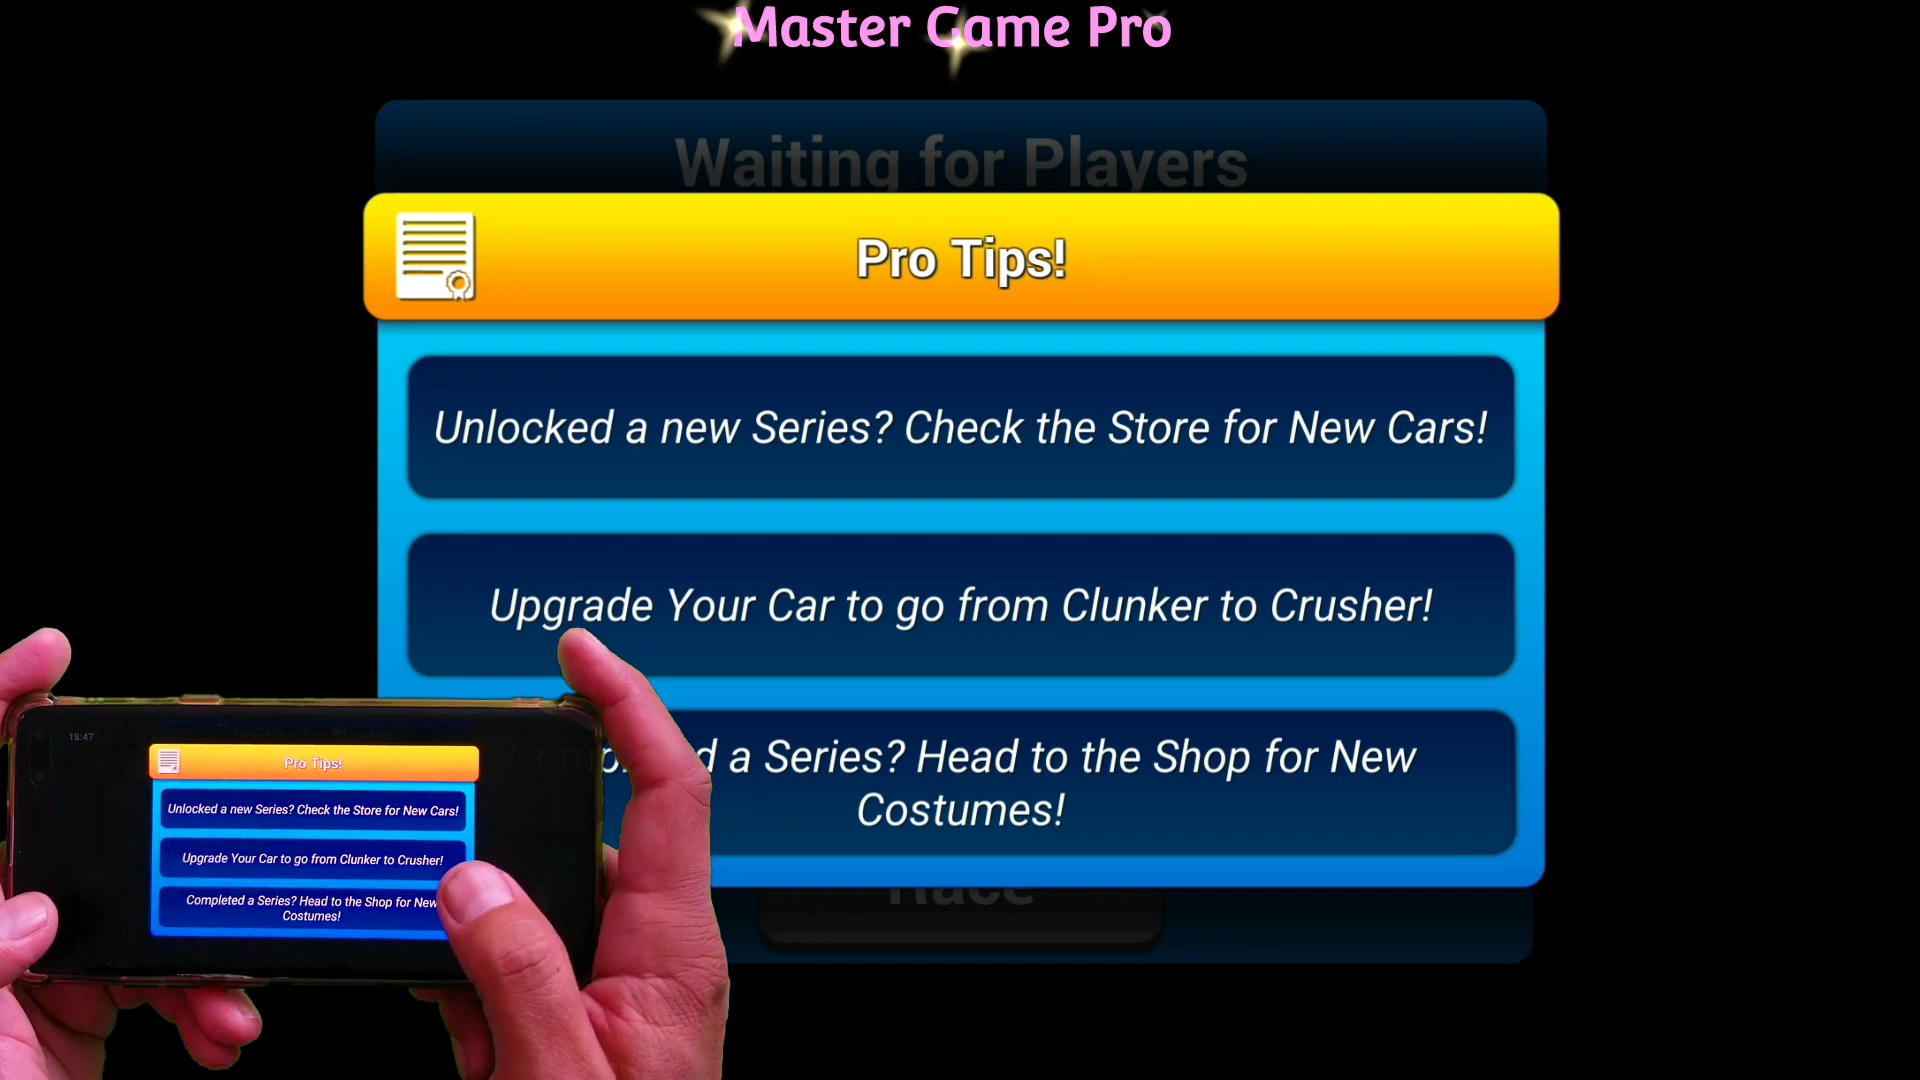 Master Game Pro
Waiting for Players
Pro Tips!
Unlocked a new Series? Check the Store for New Cars!
Upgrade Your Car to go from Clunker to Crusher!
d a Series? Head to the Shop for New
Costumes!
Race
18:47
Pro Tips!
Unlocked a new Series? Check the Store for New Cars!
Upgrade Your Car to go from Clunker to Crusher!
Completed a Series? Head to the Shop for New
Costumes!